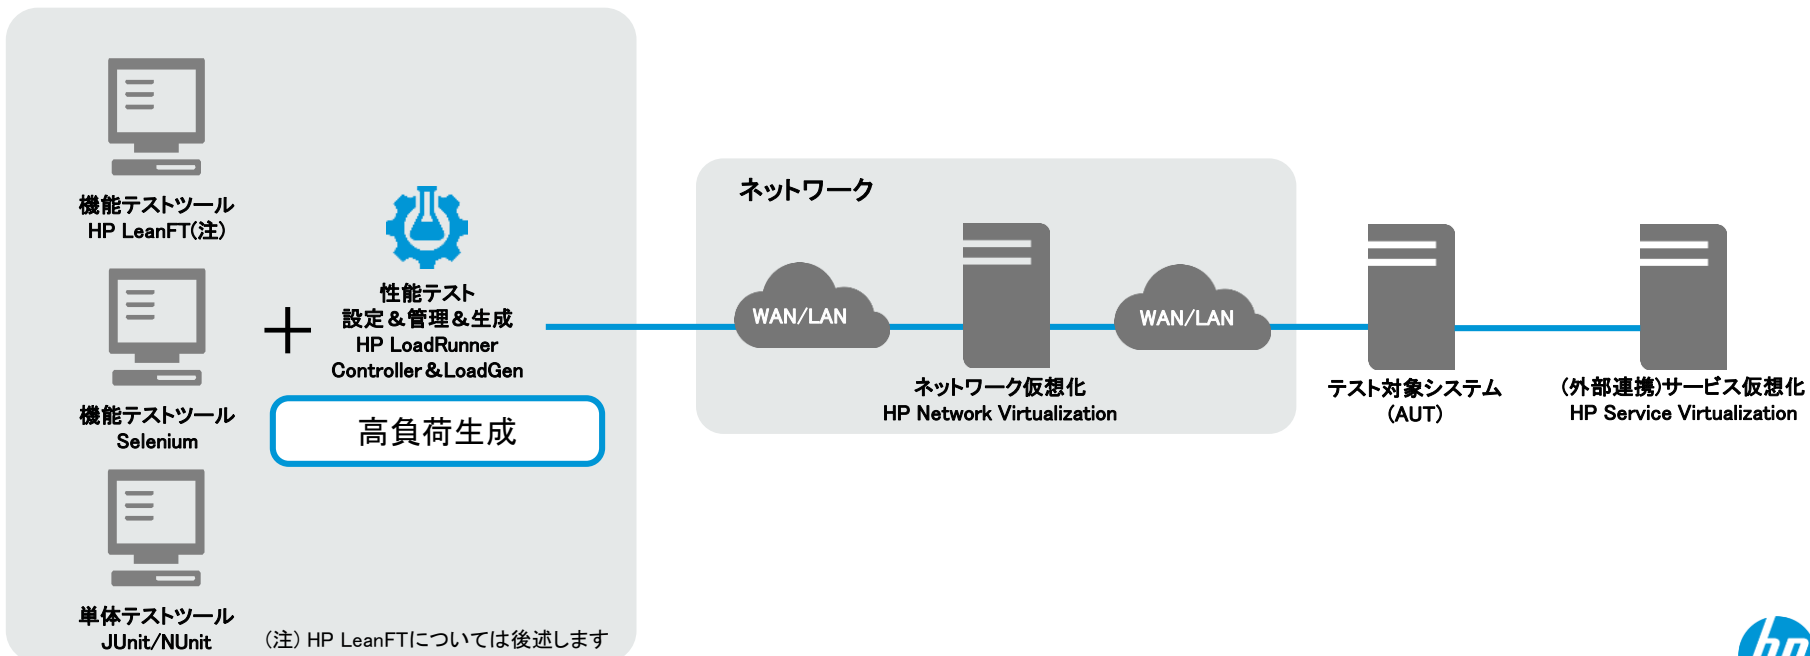 機能テストツール
HP LeanFT(注)
機能テストツール
Selenium
単体テストツール
JUnit/NUnit
＋
性能テスト
設定＆管理＆生成
HP LoadRunner
Controller＆LoadGen
高負荷生成
(注) HP LeanFTについては後述します
ネットワーク
WAN/LAN
ネットワーク仮想化
HP Network Virtualization
WAN/LAN
テスト対象システム
(AUT)
(外部連携)サービス仮想化
HP Service Virtualization
hp